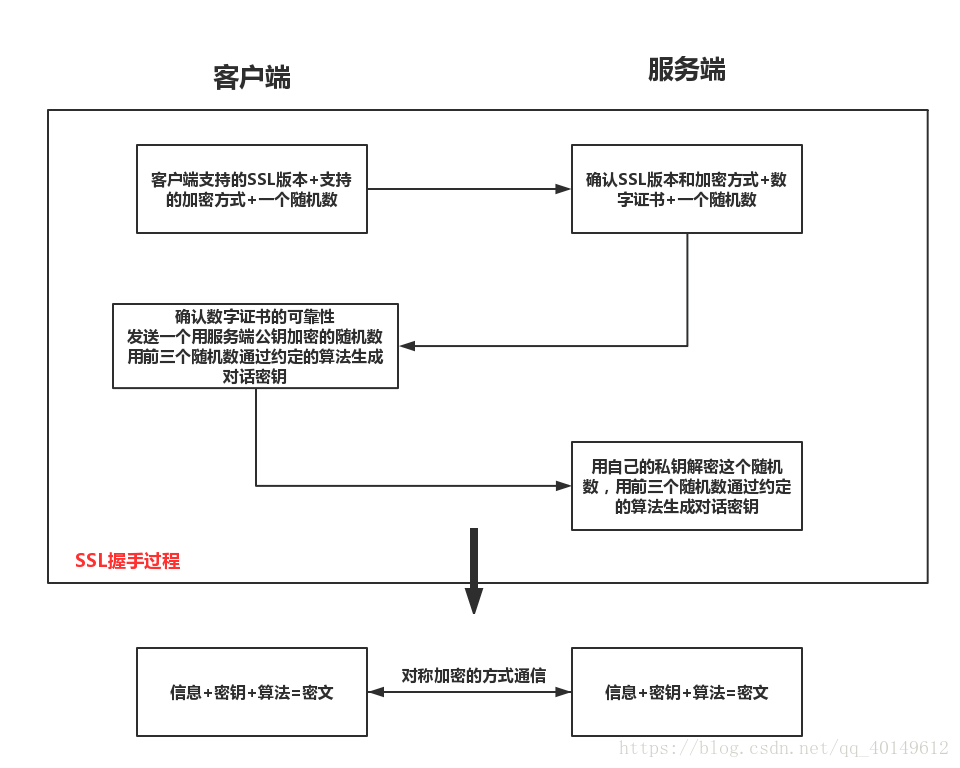 客户端
服务端
客户端支持的SSL版本+支持
的加密方式+一个随机数
确认SSL版本和加密方式+数
字证书+一个随机数
确认数字证书的可靠性
发送一个用服务端公钥加密的随机数
用前三个随机数通过约定的算法生成
对话密钥
用自己的私钥解密这个随机
数，用前三个随机数通过约定
的算法生成对话密钥
SSL握手过程
对称加密的方式通信
信息+密钥+算法=密文
信息+密钥+算法=密文
https://blog.csdn.net/qq_40149612